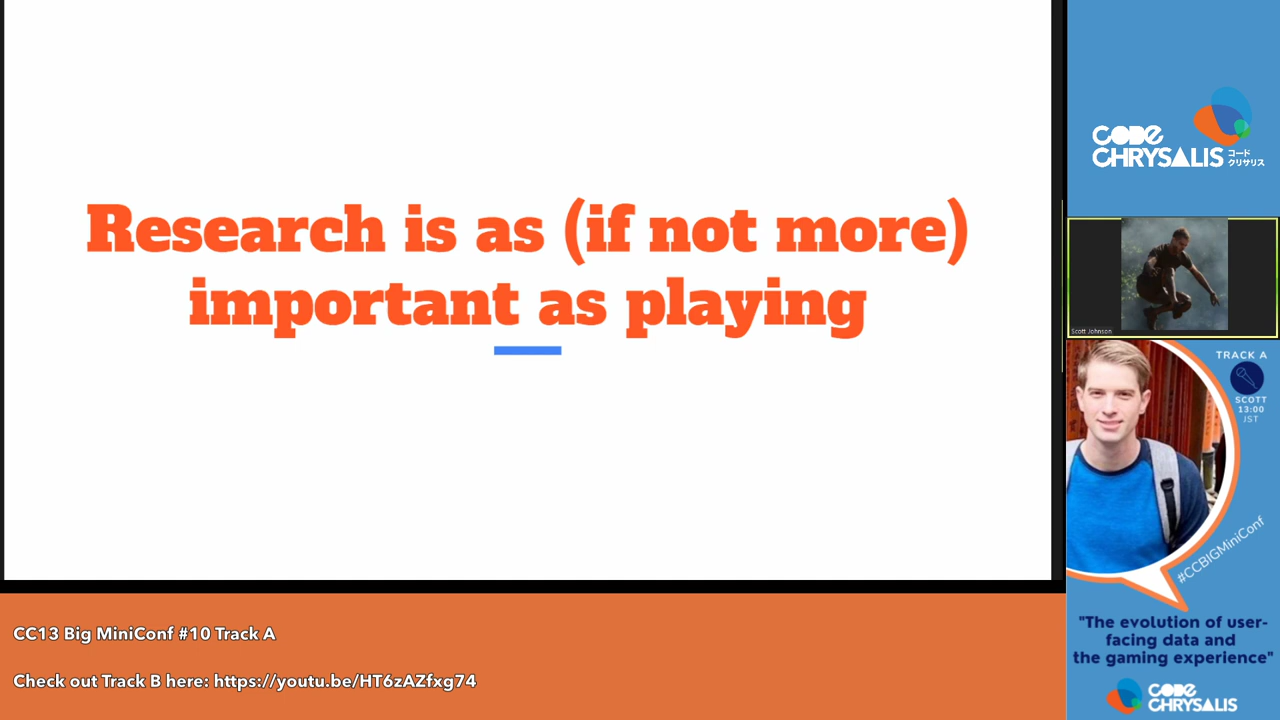 Research is as (if not more)
important as playing
CODE
CHRYSALIS
コード
クリサリス
Scott Johnson
TRACK A
SCOTT
13:00
JST
#CCBIGMiniConf
"The evolution of user-
facing data and
the gaming experience"
CODE
CHRYSALIS
CC13 Big MiniConf #10 Track A
Check out Track B here: https://youtu.be/HT6zAZfxg74